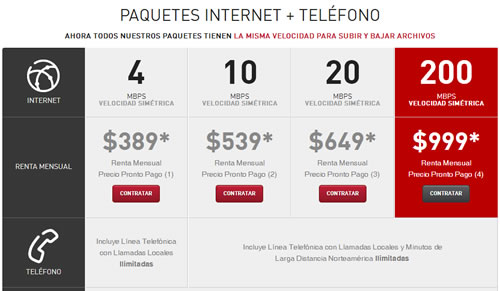 PAQUETES INTERNET + TELÉFONO
AHORA TODOS NUESTROS PAQUETES TIENEN LA MISMA VELOCIDAD PARA SUBIR Y BAJAR ARCHIVOS
INTERNET
4
MBPS
VELOCIDAD SIMÉTRICA
10
MBPS
VELOCIDAD SIMÉTRICA
20
MBPS
VELOCIDAD SIMÉTRICA
200
MBPS
VELOCIDAD SIMÉTRICA
RENTA MENSUAL
$389*
Renta Mensual
Precio Pronto Pago (1)
CONTRATAR
$539*
Renta Mensual
Precio Pronto Pago (2)
CONTRATAR
$649*
Renta Mensual
Precio Pronto Pago (3)
CONTRATAR
$999*
Renta Mensual
Precio Pronto Pago (4)
CONTRATAR
TELÉFONO
Incluye Línea Telefónica
con Llamadas Locales
Ilimitadas
Incluye Línea Telefónica con Llamadas Locales y Minutos de
Larga Distancia Norteamérica Ilimitadas